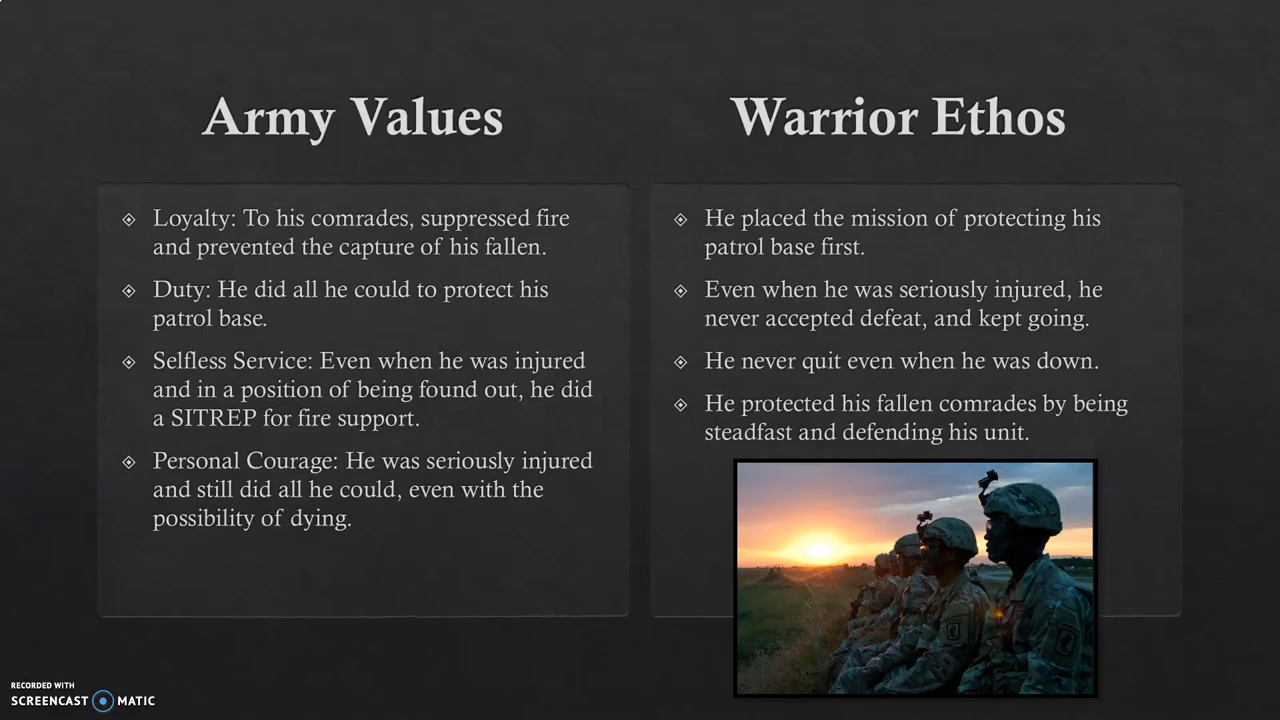 Army Values
Loyalty: To his comrades, suppressed fire
and prevented the capture of his fallen.
Duty: He did all he could to protect his
patrol base.
Selfless Service: Even when he was injured
and in a position of being found out, he did
a SITREP for fire support.
Personal Courage: He was seriously injured
and still did all he could, even with the
possibility of dying.
Warrior Ethos
He placed the mission of protecting his
patrol base first.
Even when he was seriously injured, he
never accepted defeat, and kept going.
He never quit even when he was down.
He protected his fallen comrades by being
steadfast and defending his unit.
RECORDED WITH
SCREENCAST MATIC